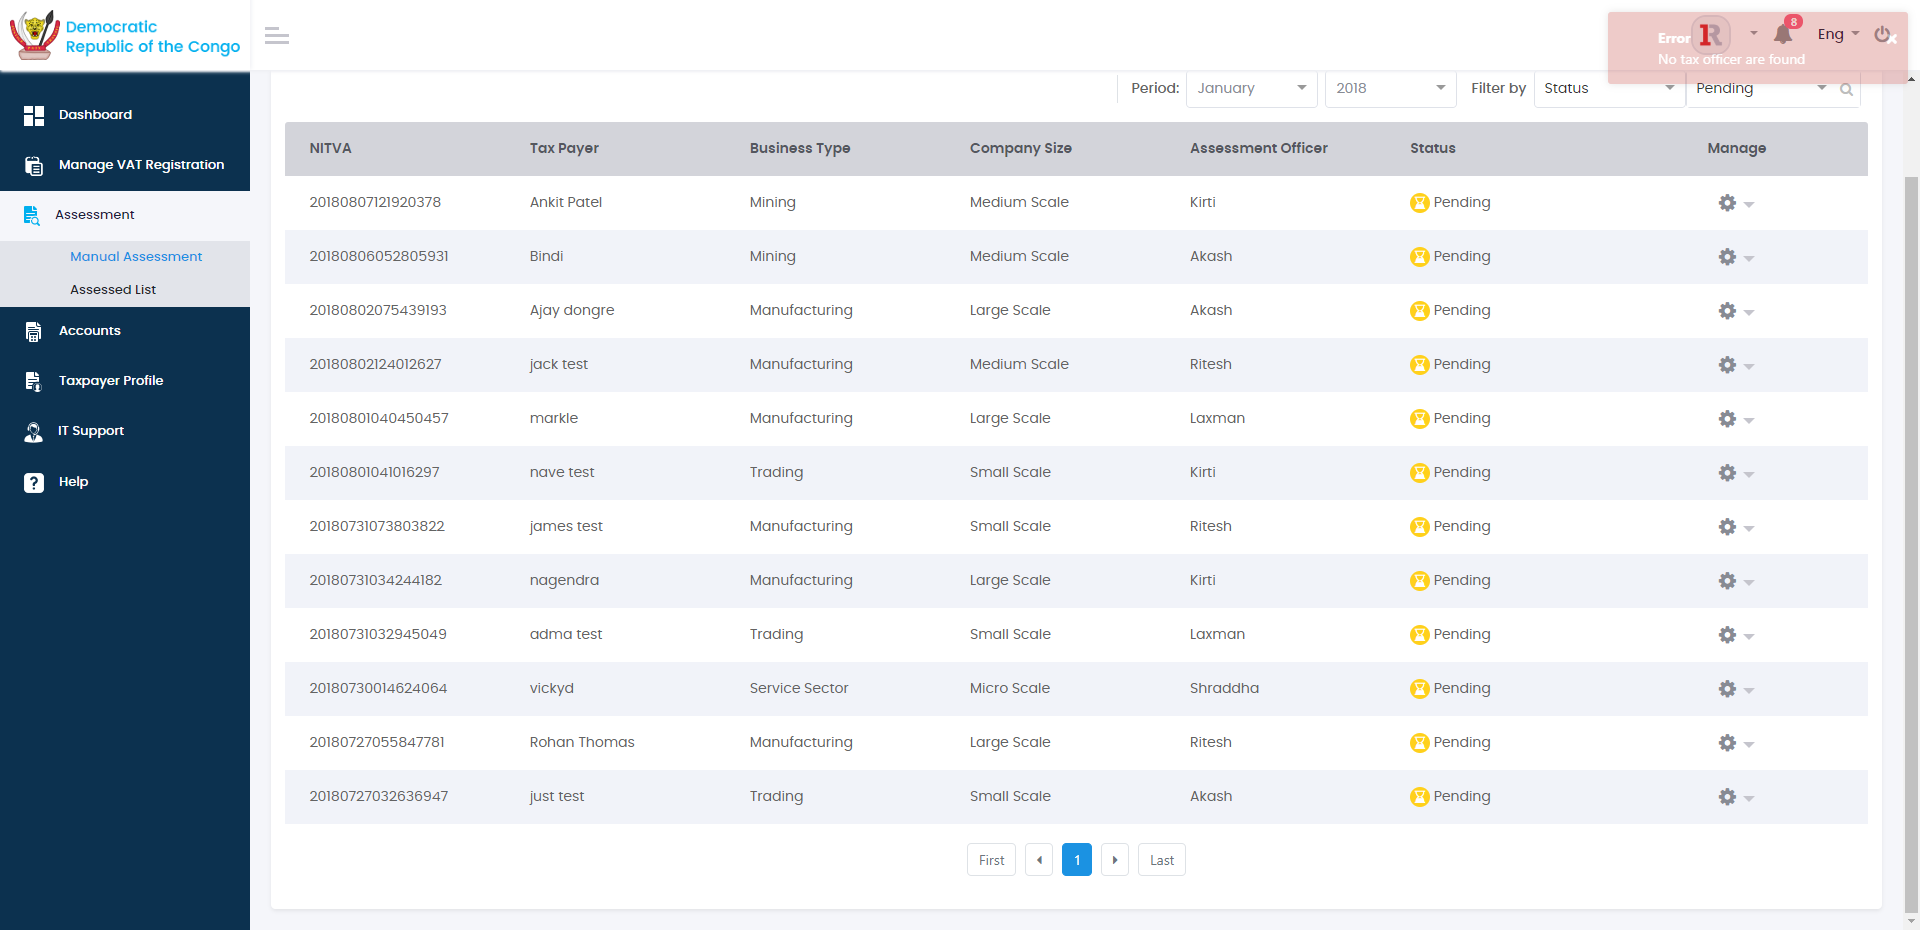 Democratic
Republic of the Congo
Error
No tax officer are found
8
Eng
Dashboard
Manage VAT Registration
Assessment
Manual Assessment
Assessed List
Accounts
Taxpayer Profile
IT Support
Help
Period: January 2018 Filter by Status Pending
NITVA Tax Payer Business Type Company Size Assessment Officer Status Manage
20180807121920378 Ankit Patel Mining Medium Scale Kirti Pending
20180806052805931 Bindi Mining Medium Scale Akash Pending
20180802075439193 Ajay dongre Manufacturing Large Scale Akash Pending
20180802124012627 jack test Manufacturing Medium Scale Ritesh Pending
20180801040450457 markle Manufacturing Large Scale Laxman Pending
20180801041016297 nave test Trading Small Scale Kirti Pending
20180731073803822 james test Manufacturing Small Scale Ritesh Pending
20180731034244182 nagendra Manufacturing Large Scale Kirti Pending
20180731032945049 adma test Trading Small Scale Laxman Pending
20180730014624064 vickyd Service Sector Micro Scale Shraddha Pending
20180727055847781 Rohan Thomas Manufacturing Large Scale Ritesh Pending
20180727032636947 just test Trading Small Scale Akash Pending
First 1 Last